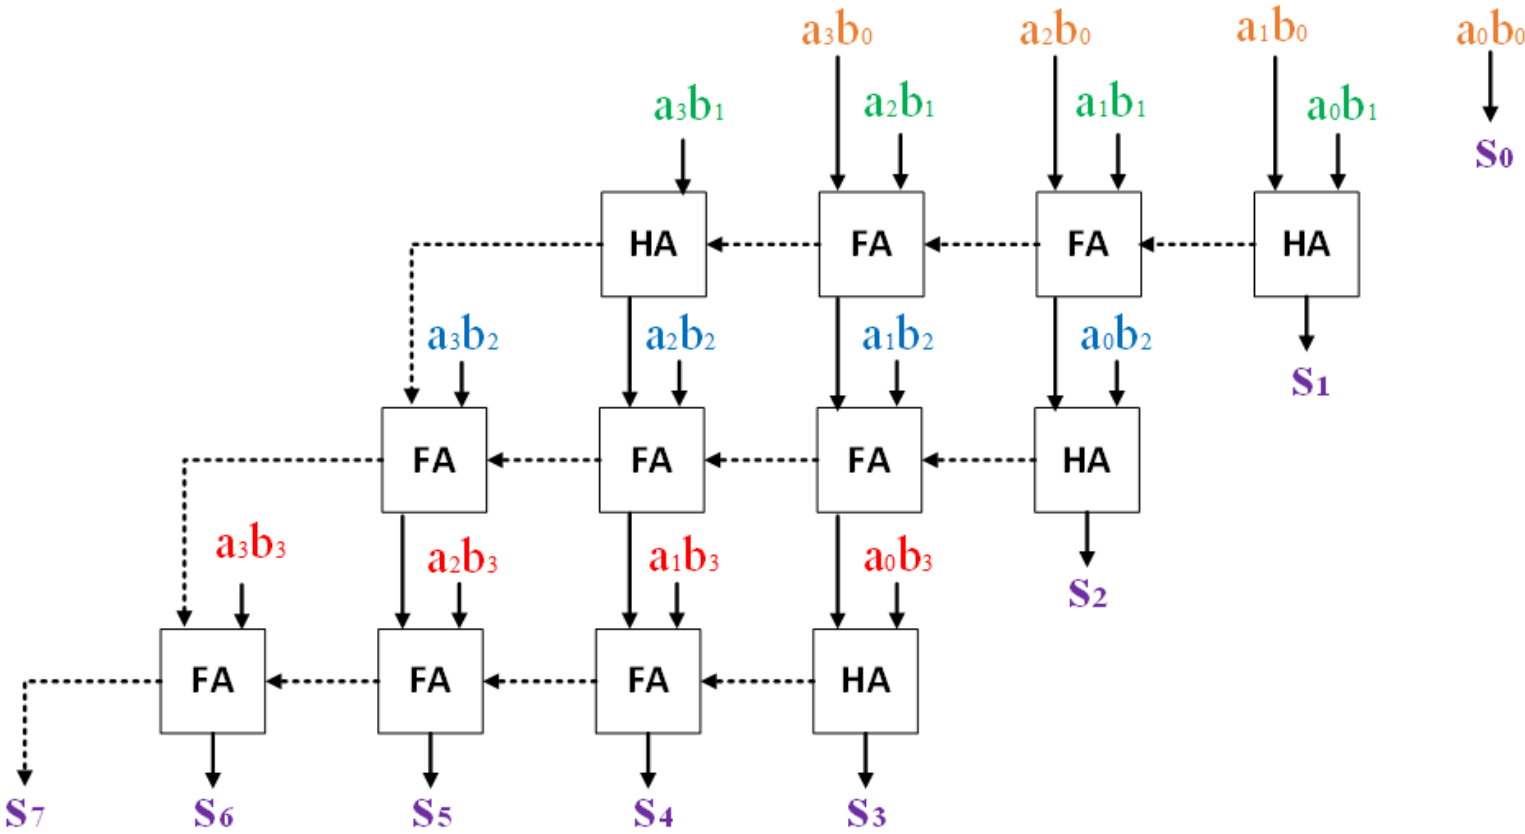 a₃b₀ a₂b₀ a₁b₀ a₀b₀
a₃b₁ a₂b₁ a₁b₁ a₀b₁
S₀
HA FA FA HA
a₃b₂ a₂b₂ a₁b₂ a₀b₂
S₁
FA FA FA HA
a₃b₃ a₂b₃ a₁b₃ a₀b₃
S₂
FA FA FA HA
S₇ S₆ S₅ S₄ S₃